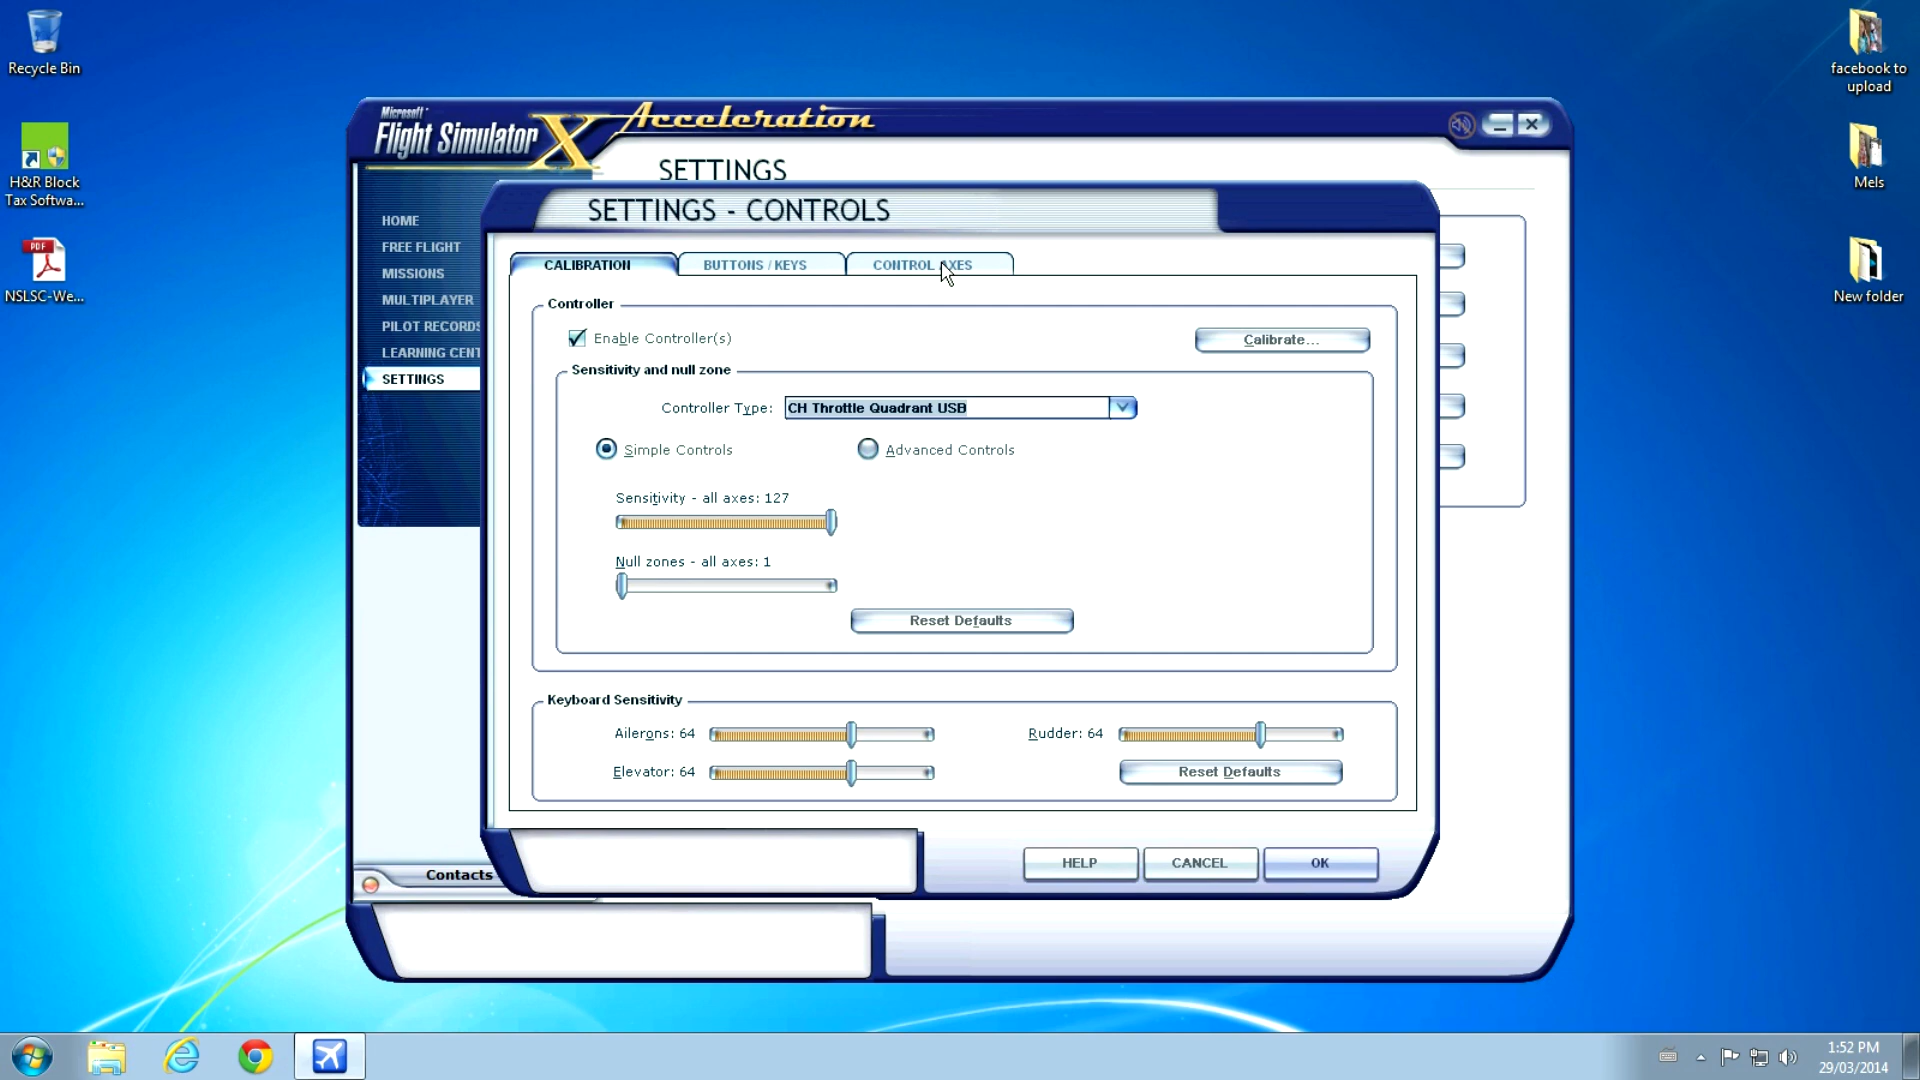 Recycle Bin
H&R Block
Tax Softwa...
PDF
NSLSC-We...
facebook to
upload
Mels
New folder
Microsoft
Flight Simulator X Acceleration
SETTINGS
HOME
FREE FLIGHT
MISSIONS
MULTIPLAYER
PILOT RECORDS
LEARNING CENT
SETTINGS
Contacts
SETTINGS - CONTROLS
CALIBRATION
BUTTONS / KEYS
CONTROL AXES
Controller
Enable Controller(s)
Calibrate...
Sensitivity and null zone
Controller Type:
CH Throttle Quadrant USB
Simple Controls
Advanced Controls
Sensitivity - all axes: 127
Null zones - all axes: 1
Reset Defaults
Keyboard Sensitivity
Ailerons: 64
Rudder: 64
Elevator: 64
Reset Defaults
HELP
CANCEL
OK
1:52 PM
29/03/2014